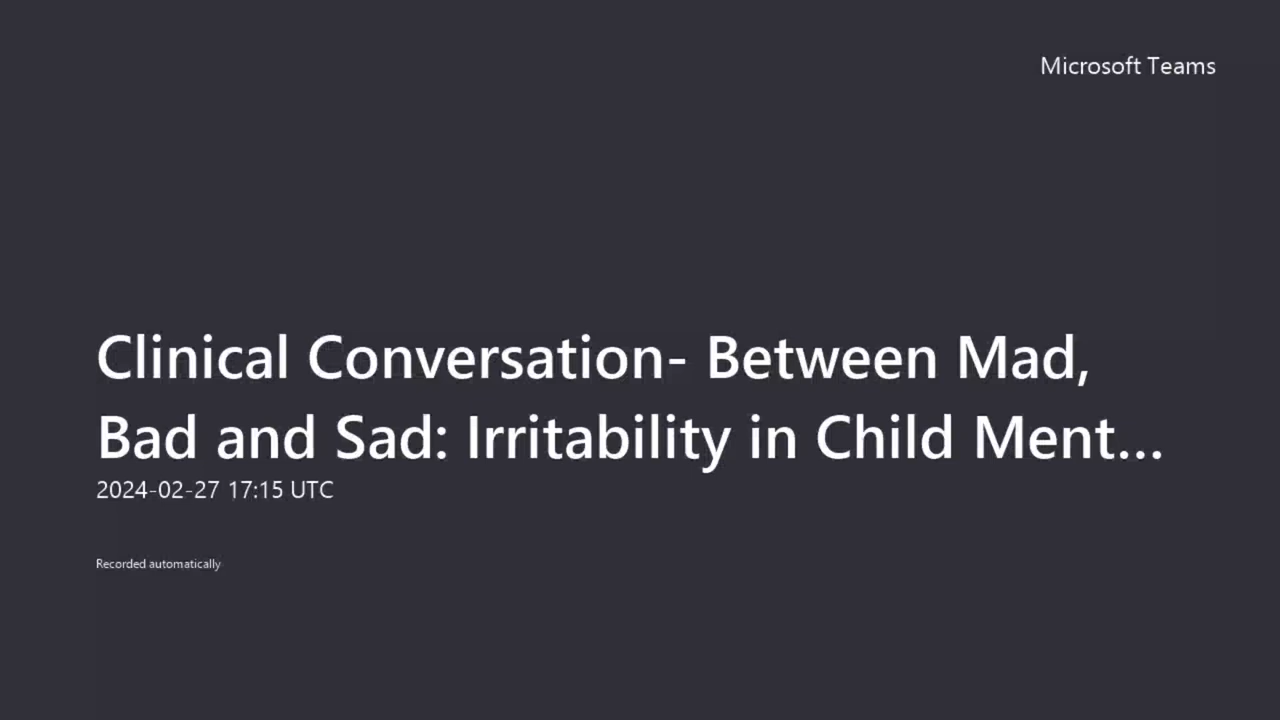 Microsoft Teams
Clinical Conversation- Between Mad,
Bad and Sad: Irritability in Child Ment...
2024-02-27 17:15 UTC
Recorded automatically